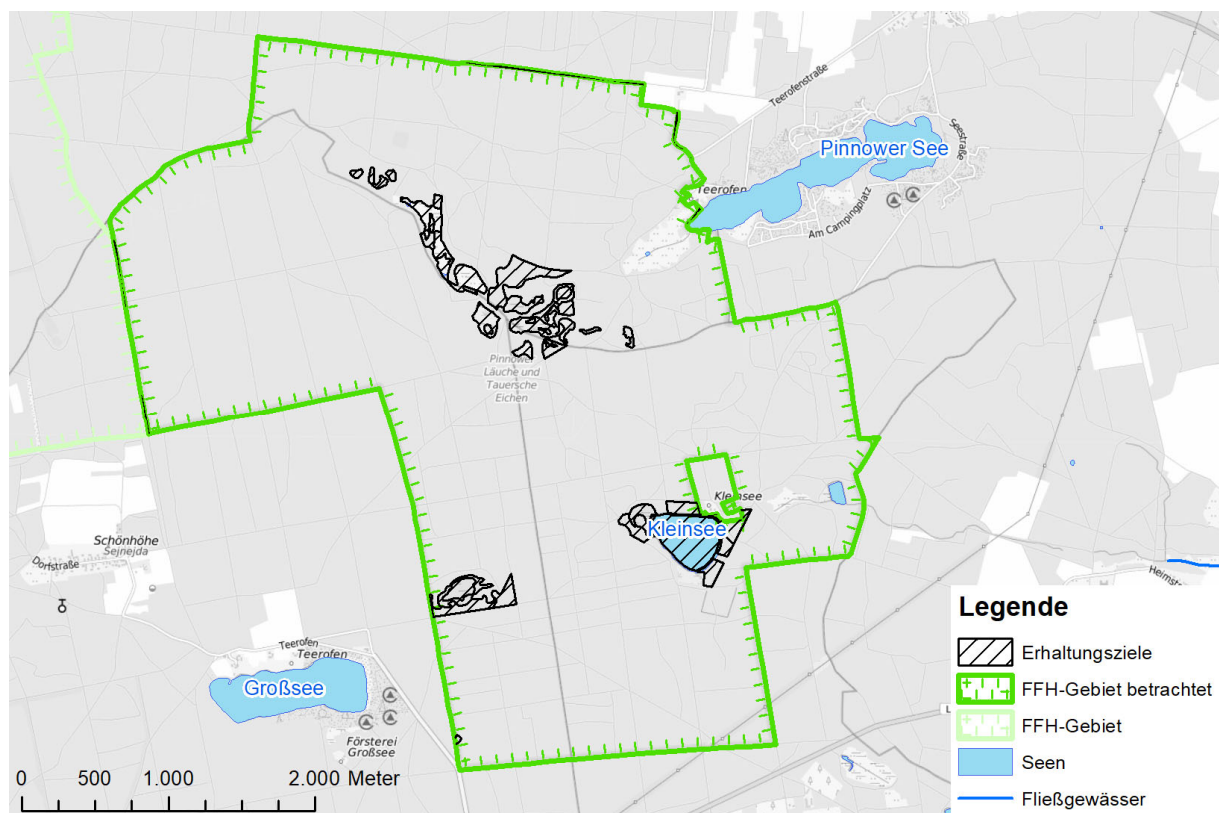 Teerofenstraße
Seestraße
Pinnower See
Teerofen
Am Campingplatz
Pinnower
Läuche und
Tauersche
Eichen
Kleinsee
Kleinsee
Schönhöhe
Sejnejda
Dorfstraße
Teerofen
Teerofen
Großsee
Försterei
Großsee
Heimstr
L
0 500 1.000 2.000 Meter
Legende
Erhaltungsziele
FFH-Gebiet betrachtet
FFH-Gebiet
Seen
Fließgewässer